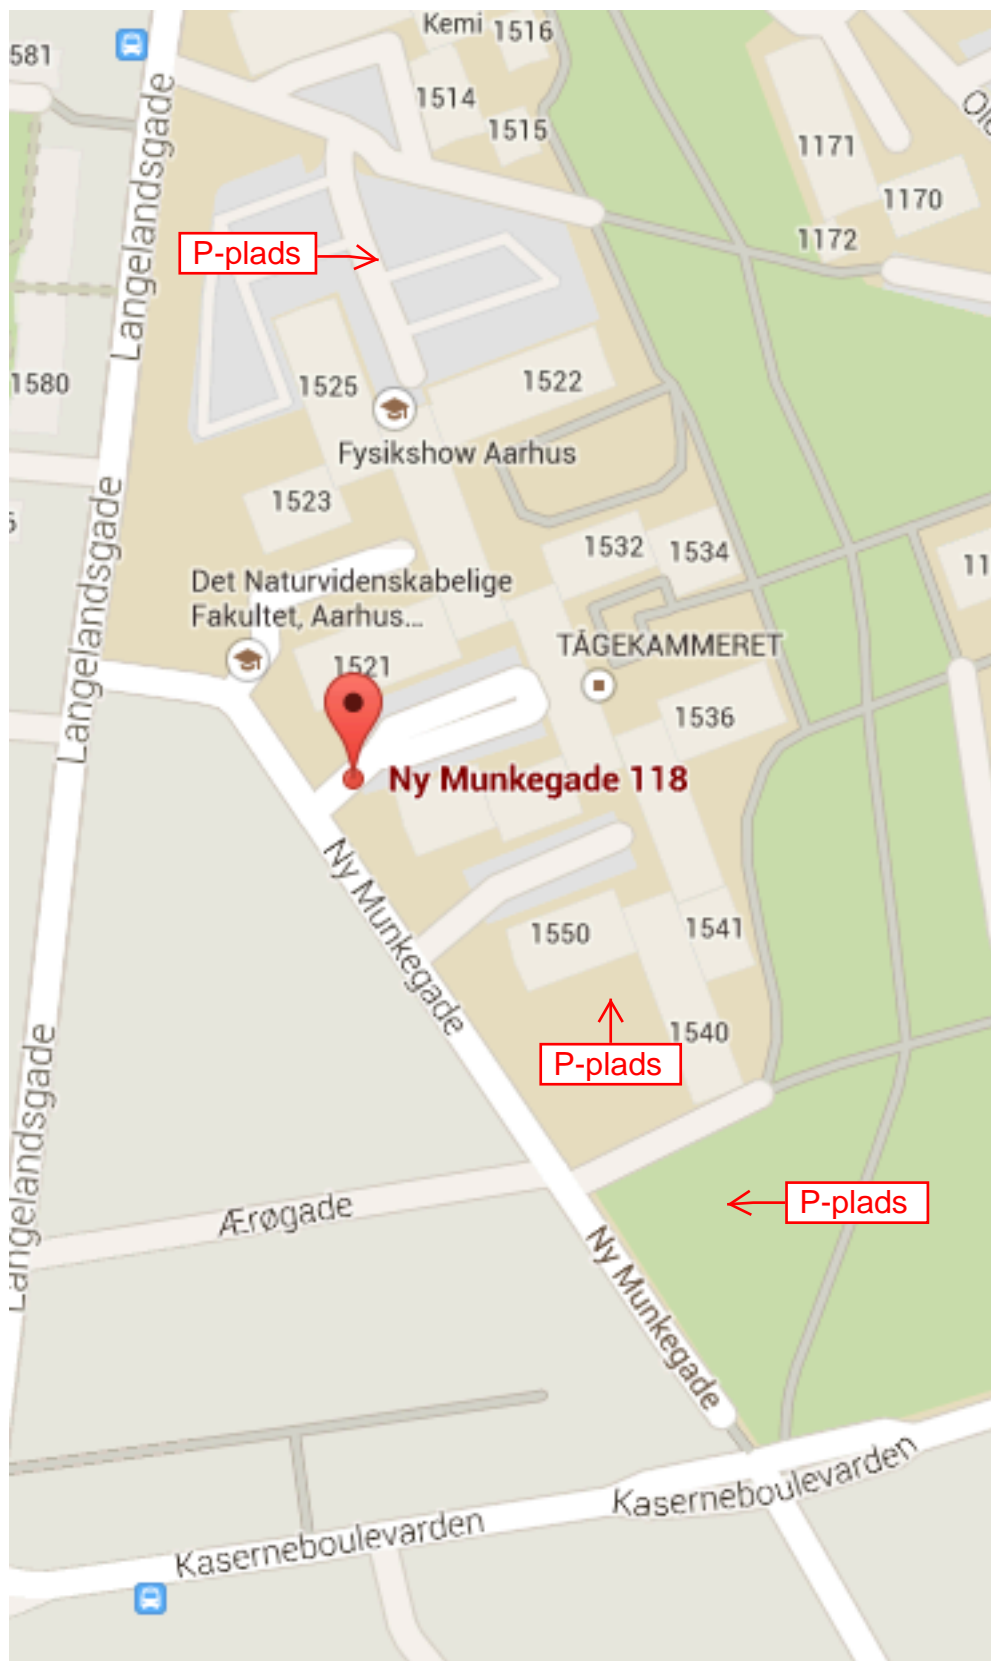 Kemi
1516
581
1514
1515
1171
1170
1172
Langelandsgade
P-plads
1580
1525
1522
Fysikshow Aarhus
1523
1532
1534
11
Det Naturvidenskabelige
Fakultet, Aarhus...
Langelandsgade
TÅGEKAMMERET
1521
1536
Ny Munkegade 118
Ny Munkegade
1550
1541
1540
P-plads
Langelandsgade
P-plads
Ærøgade
Ny Munkegade
Kaserneboulevarden
Kaserneboulevarden